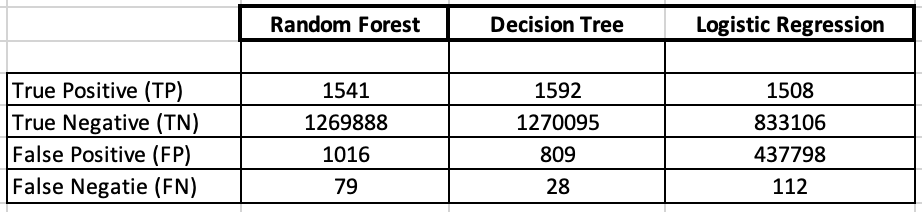 Random Forest Decision Tree Logistic Regression
True Positive (TP) 1541 1592 1508
True Negative (TN) 1269888 1270095 833106
False Positive (FP) 1016 809 437798
False Negatie (FN) 79 28 112